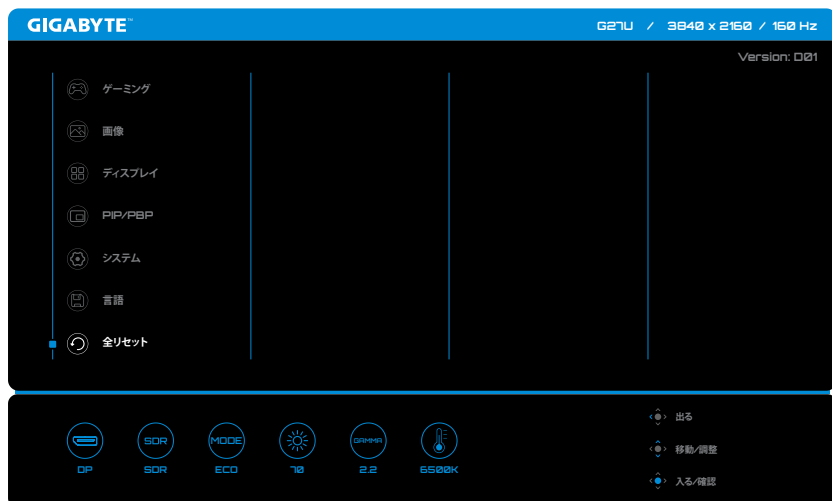 GIGABYTE™
G27U / 3840 x 2160 / 160 Hz
Version: D01
ゲーミング
画像
ディスプレイ
PIP/PBP
システム
言語
全リセット
出る
SDR
MODE
GAMMA
移動/調整
DP
SDR
ECO
70
2.2
6500K
入る/確認